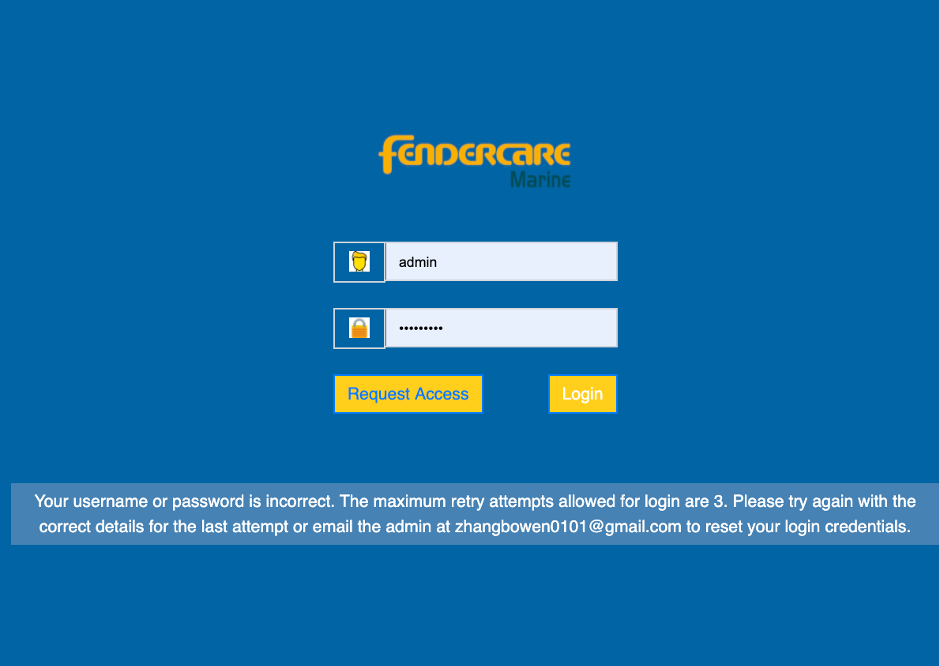 Fendercare
Marine
admin
•••••••••
Request Access
Login
Your username or password is incorrect. The maximum retry attempts allowed for login are 3. Please try again with the
correct details for the last attempt or email the admin at zhangbowen0101@gmail.com to reset your login credentials.